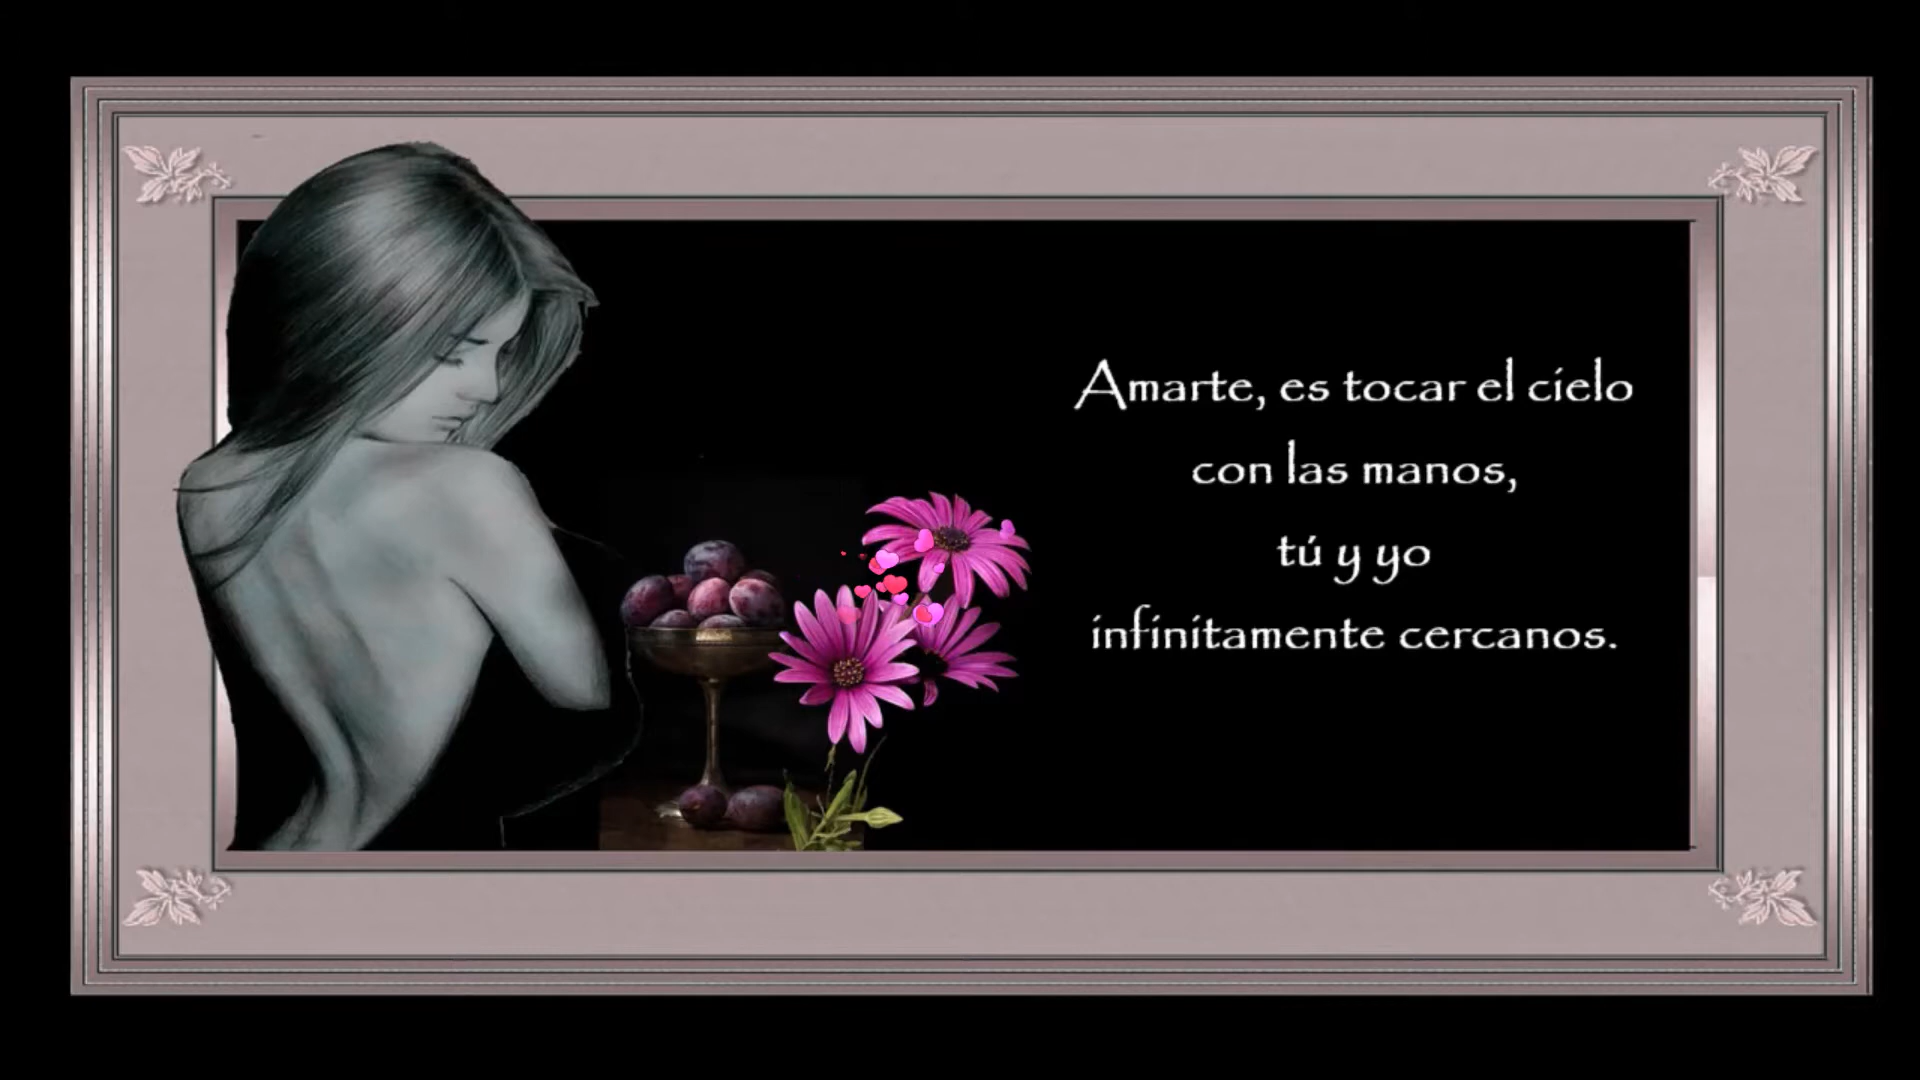 Amarte, es tocar el cielo
con las manos,
tú y yo
infinitamente cercanos.